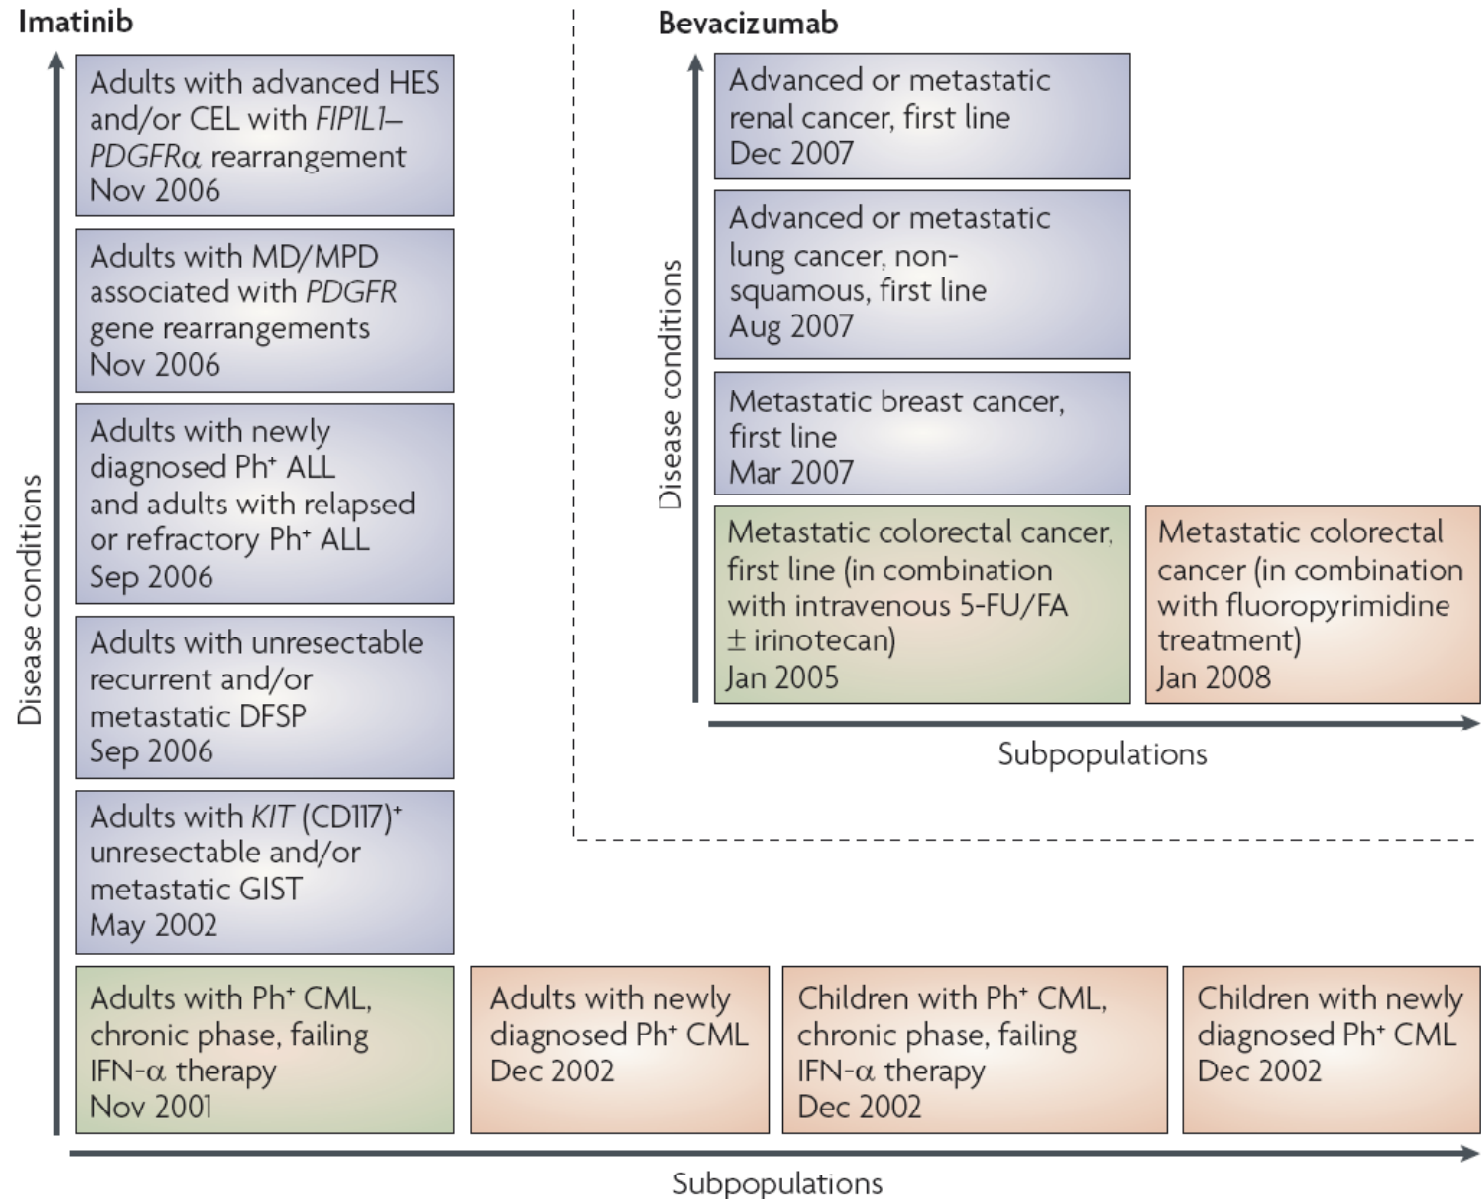 Imatinib
Disease conditions
Adults with advanced HES
and/or CEL with FIP1L1–
PDGFRα rearrangement
Nov 2006
Adults with MD/MPD
associated with PDGFR
gene rearrangements
Nov 2006
Adults with newly
diagnosed Ph⁺ ALL
and adults with relapsed
or refractory Ph⁺ ALL
Sep 2006
Adults with unresectable
recurrent and/or
metastatic DFSP
Sep 2006
Adults with KIT (CD117)⁺
unresectable and/or
metastatic GIST
May 2002
Adults with Ph⁺ CML,
chronic phase, failing
IFN-α therapy
Nov 2001
Adults with newly
diagnosed Ph⁺ CML
Dec 2002
Children with Ph⁺ CML,
chronic phase, failing
IFN-α therapy
Dec 2002
Children with newly
diagnosed Ph⁺ CML
Dec 2002
Subpopulations
Bevacizumab
Disease conditions
Advanced or metastatic
renal cancer, first line
Dec 2007
Advanced or metastatic
lung cancer, non-
squamous, first line
Aug 2007
Metastatic breast cancer,
first line
Mar 2007
Metastatic colorectal cancer,
first line (in combination
with intravenous 5-FU/FA
± irinotecan)
Jan 2005
Metastatic colorectal
cancer (in combination
with fluoropyrimidine
treatment)
Jan 2008
Subpopulations